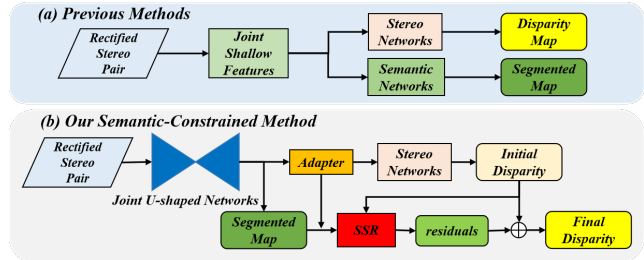 (a) Previous Methods
Rectified
Stereo
Pair
Joint
Shallow
Features
Stereo
Networks
Disparity
Map
Semantic
Networks
Segmented
Map
(b) Our Semantic-Constrained Method
Rectified
Stereo
Pair
Joint U-shaped Networks
Adapter
Stereo
Networks
Initial
Disparity
Segmented
Map
SSR
residuals
Final
Disparity